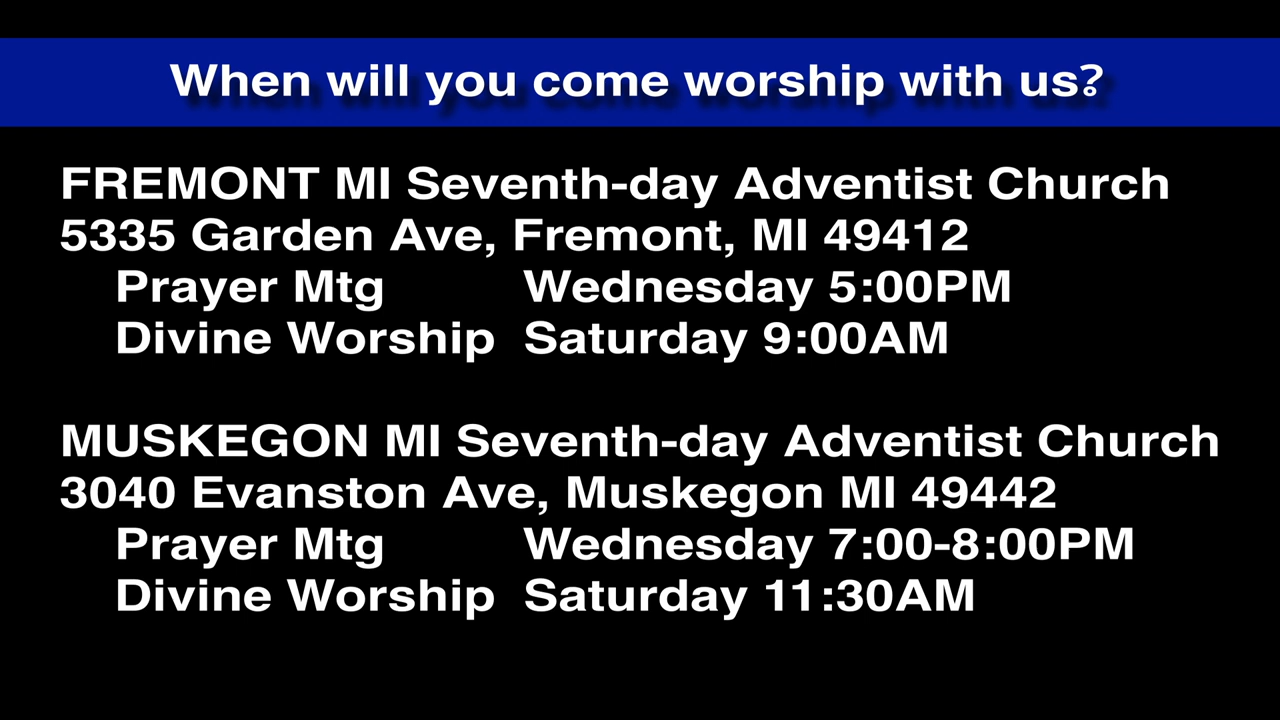 When will you come worship with us?
FREMONT MI Seventh-day Adventist Church
5335 Garden Ave, Fremont, MI 49412
Prayer Mtg Wednesday 5:00PM
Divine Worship Saturday 9:00AM
MUSKEGON MI Seventh-day Adventist Church
3040 Evanston Ave, Muskegon MI 49442
Prayer Mtg Wednesday 7:00-8:00PM
Divine Worship Saturday 11:30AM